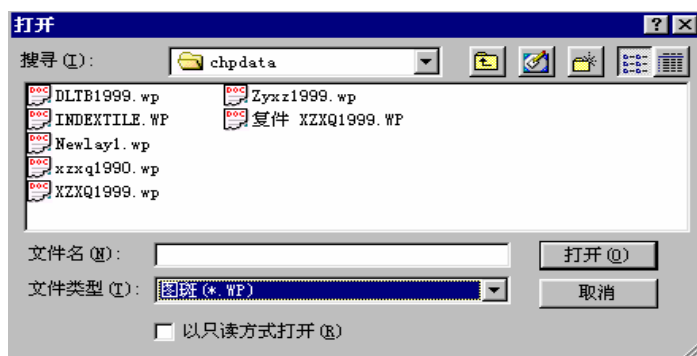 打开
搜寻(I): chpdata
DLTB1999.wp Zyxz1999.wp
INDEXTILE.WP 复件 XZXQ1999.WP
Newlay1.wp
xzxq1990.wp
XZXQ1999.wp
文件名(N): 打开(O)
文件类型(T): 图斑(*.WP) 取消
以只读方式打开(R)